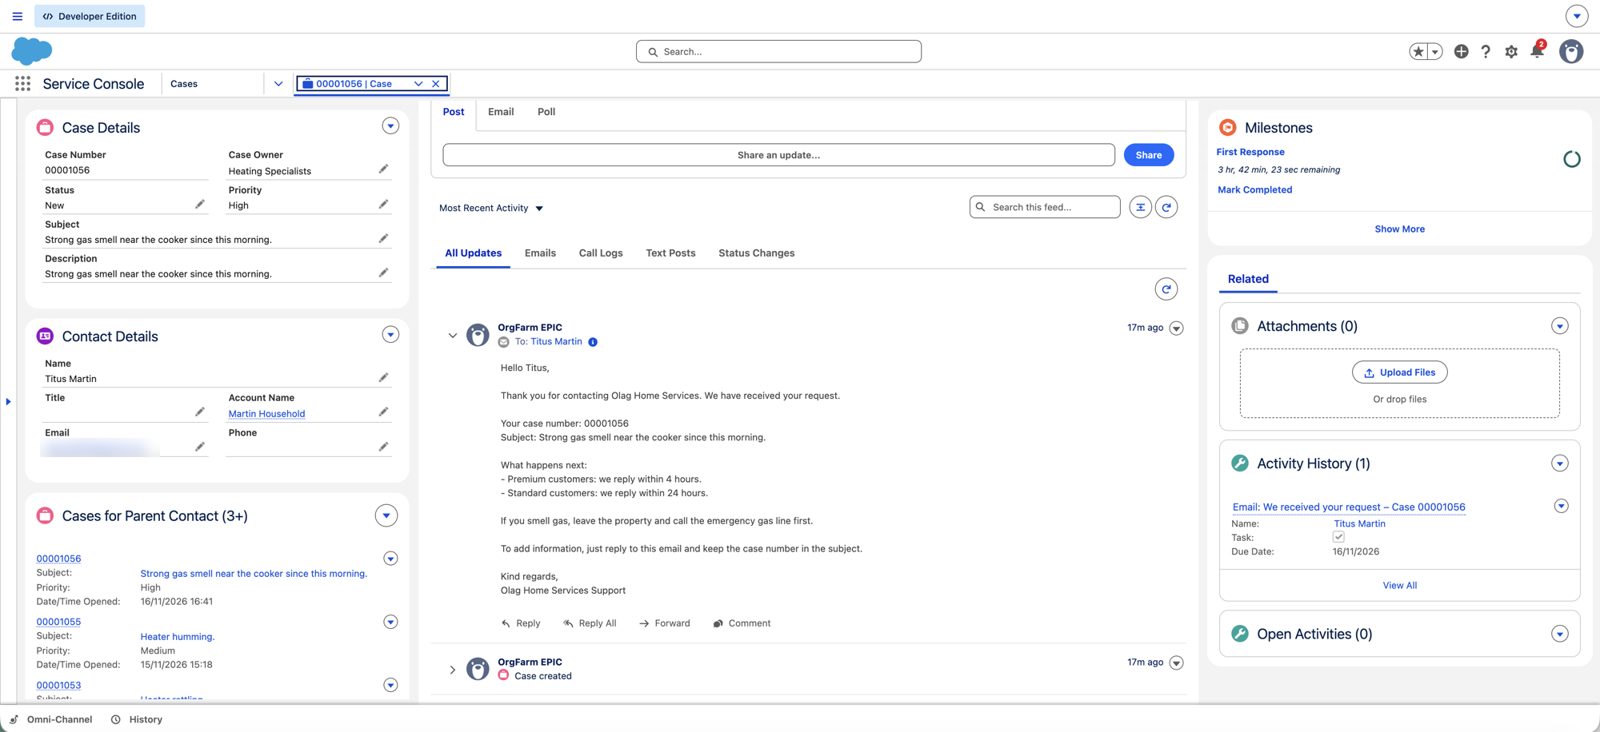 Developer Edition
Search...
2
Service Console
Cases
00001056 | Case
Case Details
Case Number
00001056
Case Owner
Heating Specialists
Status
New
Priority
High
Subject
Strong gas smell near the cooker since this morning.
Description
Strong gas smell near the cooker since this morning.
Contact Details
Name
Titus Martin
Title
Account Name
Martin Household
Email
Phone
Cases for Parent Contact (3+)
00001056
Subject: Strong gas smell near the cooker since this morning.
Priority: High
Date/Time Opened: 16/11/2026 16:41
00001055
Subject: Heater humming.
Priority: Medium
Date/Time Opened: 15/11/2026 15:18
00001053
Subject: Heater rattling
Post
Email
Poll
Share an update...
Share
Most Recent Activity
Search this feed...
All Updates
Emails
Call Logs
Text Posts
Status Changes
OrgFarm EPIC
17m ago
To: Titus Martin
Hello Titus,
Thank you for contacting Olag Home Services. We have received your request.
Your case number: 00001056
Subject: Strong gas smell near the cooker since this morning.
What happens next:
- Premium customers: we reply within 4 hours.
- Standard customers: we reply within 24 hours.
If you smell gas, leave the property and call the emergency gas line first.
To add information, just reply to this email and keep the case number in the subject.
Kind regards,
Olag Home Services Support
Reply
Reply All
Forward
Comment
OrgFarm EPIC
17m ago
Case created
Milestones
First Response
3 hr, 42 min, 23 sec remaining
Mark Completed
Show More
Related
Attachments (0)
Upload Files
Or drop files
Activity History (1)
Email: We received your request – Case 00001056
Name: Titus Martin
Task:
Due Date: 16/11/2026
View All
Open Activities (0)
Omni-Channel
History